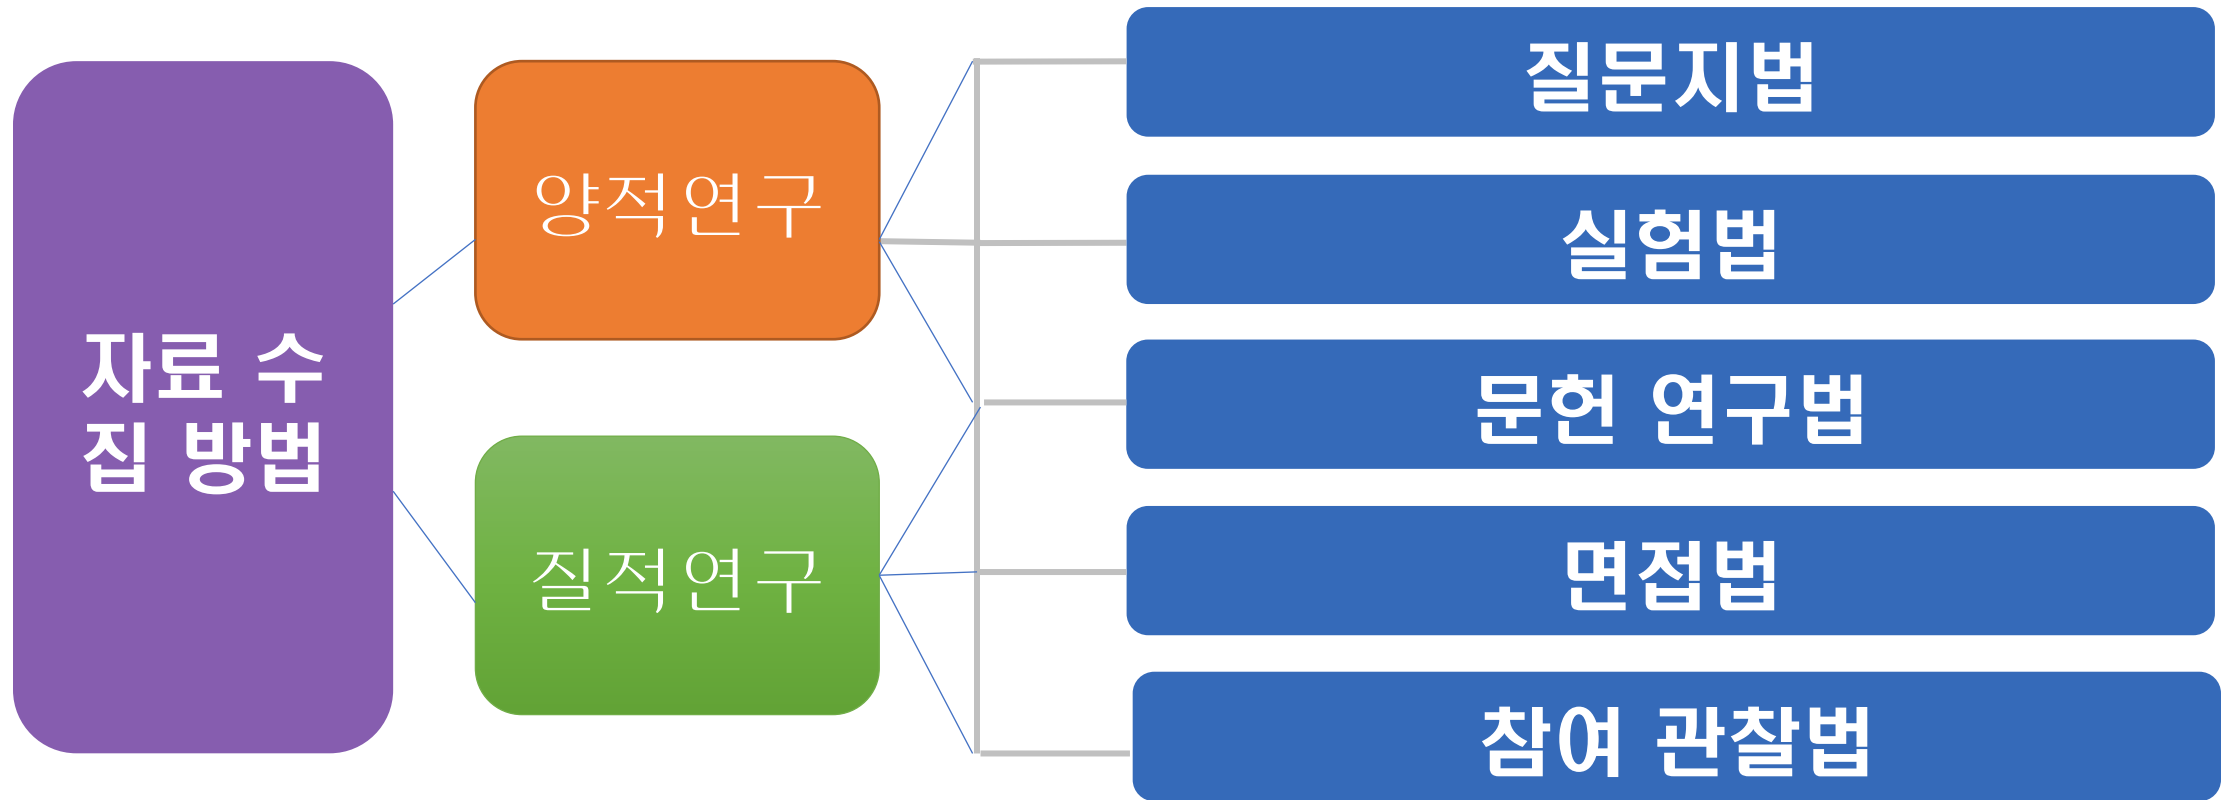 자료 수
집 방법
양적연구
질적연구
질문지법
실험법
문헌 연구법
면접법
참여 관찰법